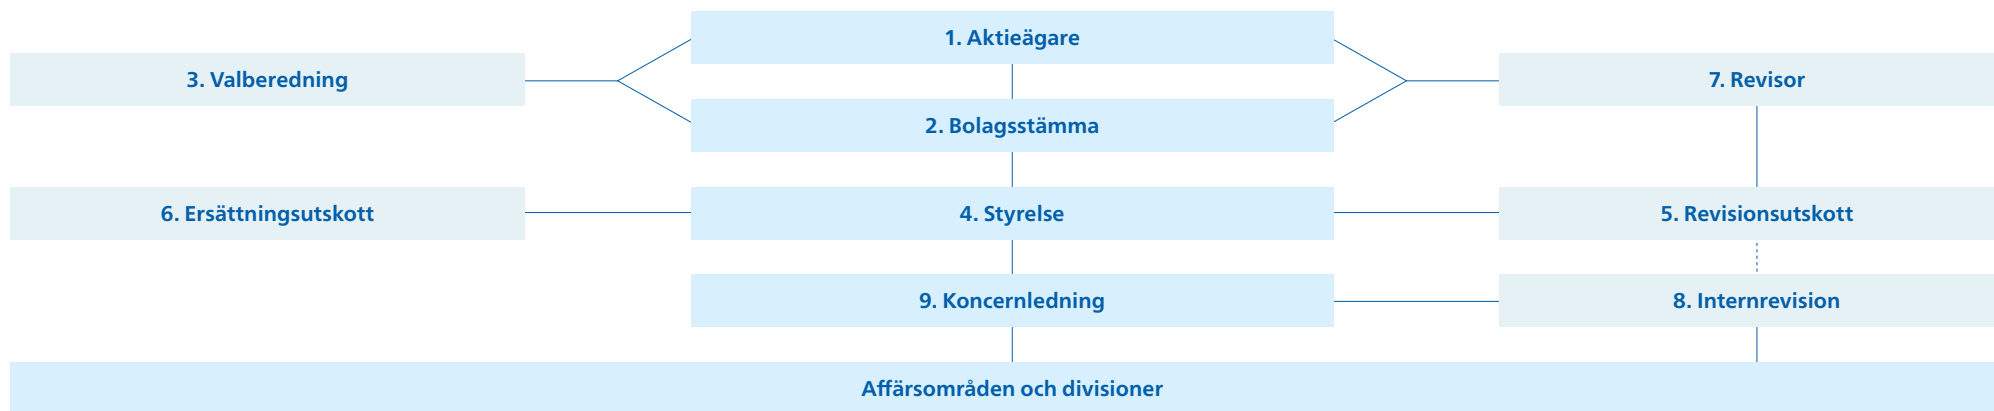 1. Aktieägare
3. Valberedning
7. Revisor
2. Bolagsstämma
6. Ersättningsutskott
4. Styrelse
5. Revisionsutskott
9. Koncernledning
8. Internrevision
Affärsområden och divisioner